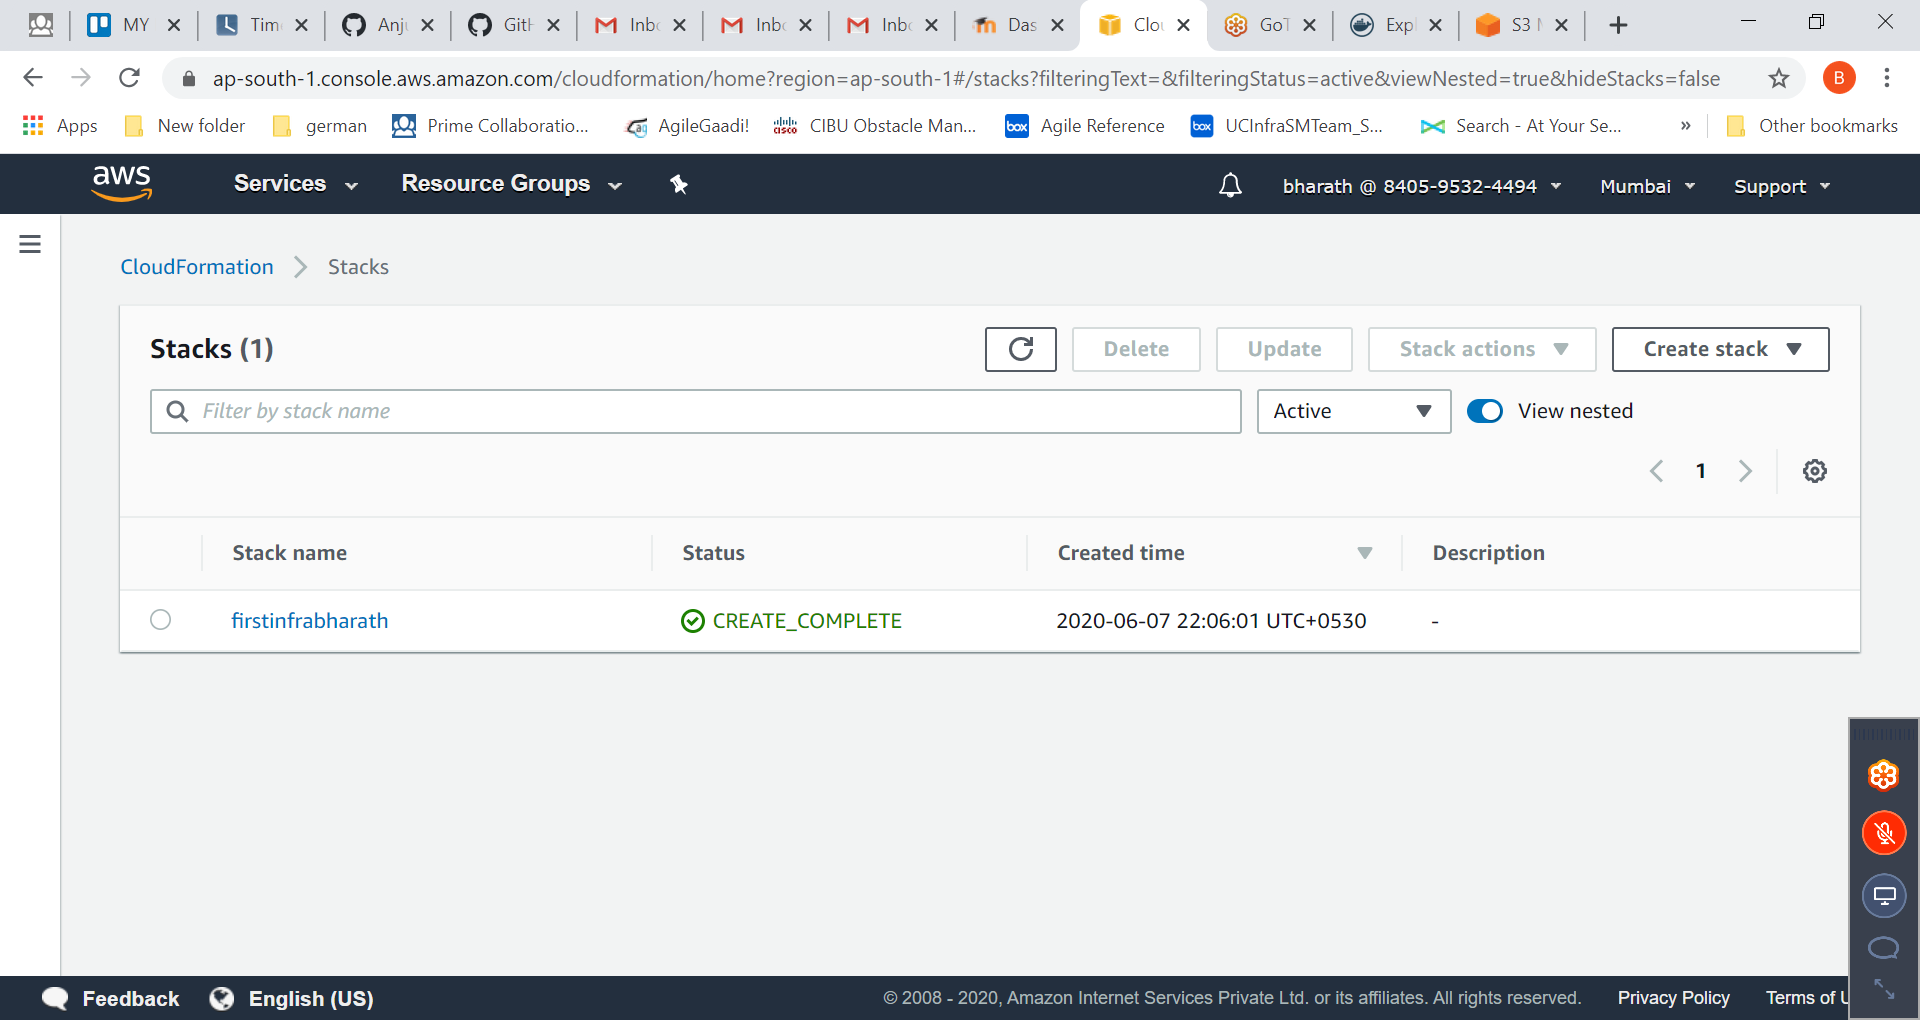 MY Tim Anj Gith Inb Inb Inb Das Clo GoT Exp S3
ap-south-1.console.aws.amazon.com/cloudformation/home?region=ap-south-1#/stacks?filteringText=&filteringStatus=active&viewNested=true&hideStacks=false B
Apps New folder german Prime Collaboratio... AgileGaadi! CIBU Obstacle Man... box Agile Reference box UCInfraSMTeam_S... Search - At Your Se... » Other bookmarks
aws Services Resource Groups bharath @ 8405-9532-4494 Mumbai Support
CloudFormation Stacks
Stacks (1) Delete Update Stack actions Create stack
Filter by stack name Active View nested
1
Stack name Status Created time Description
firstinfrabharath CREATE_COMPLETE 2020-06-07 22:06:01 UTC+0530 -
Feedback English (US) © 2008 - 2020, Amazon Internet Services Private Ltd. or its affiliates. All rights reserved. Privacy Policy Terms of